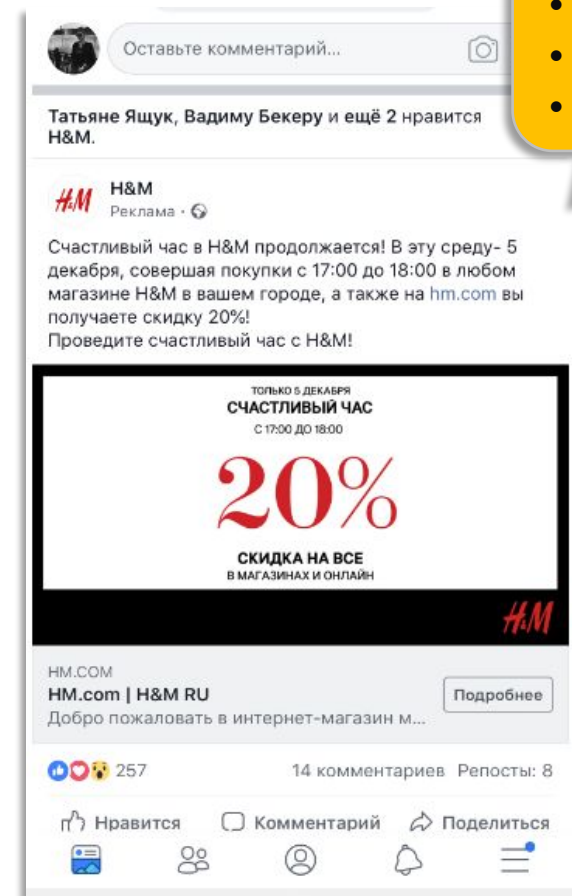 Оставьте комментарий...
Татьяне Ящук, Вадиму Бекеру и ещё 2 нравится
H&M.
H&M
H&M
Реклама ·
Счастливый час в H&M продолжается! В эту среду- 5
декабря, совершая покупки с 17:00 до 18:00 в любом
магазине H&M в вашем городе, а также на hm.com вы
получаете скидку 20%!
Проведите счастливый час с H&M!
ТОЛЬКО 5 ДЕКАБРЯ
СЧАСТЛИВЫЙ ЧАС
С 17:00 ДО 18:00
20%
СКИДКА НА ВСЕ
В МАГАЗИНАХ И ОНЛАЙН
H&M
HM.COM
HM.com | H&M RU
Подробнее
Добро пожаловать в интернет-магазин м...
257
14 комментариев Репосты: 8
Нравится Комментарий Поделиться